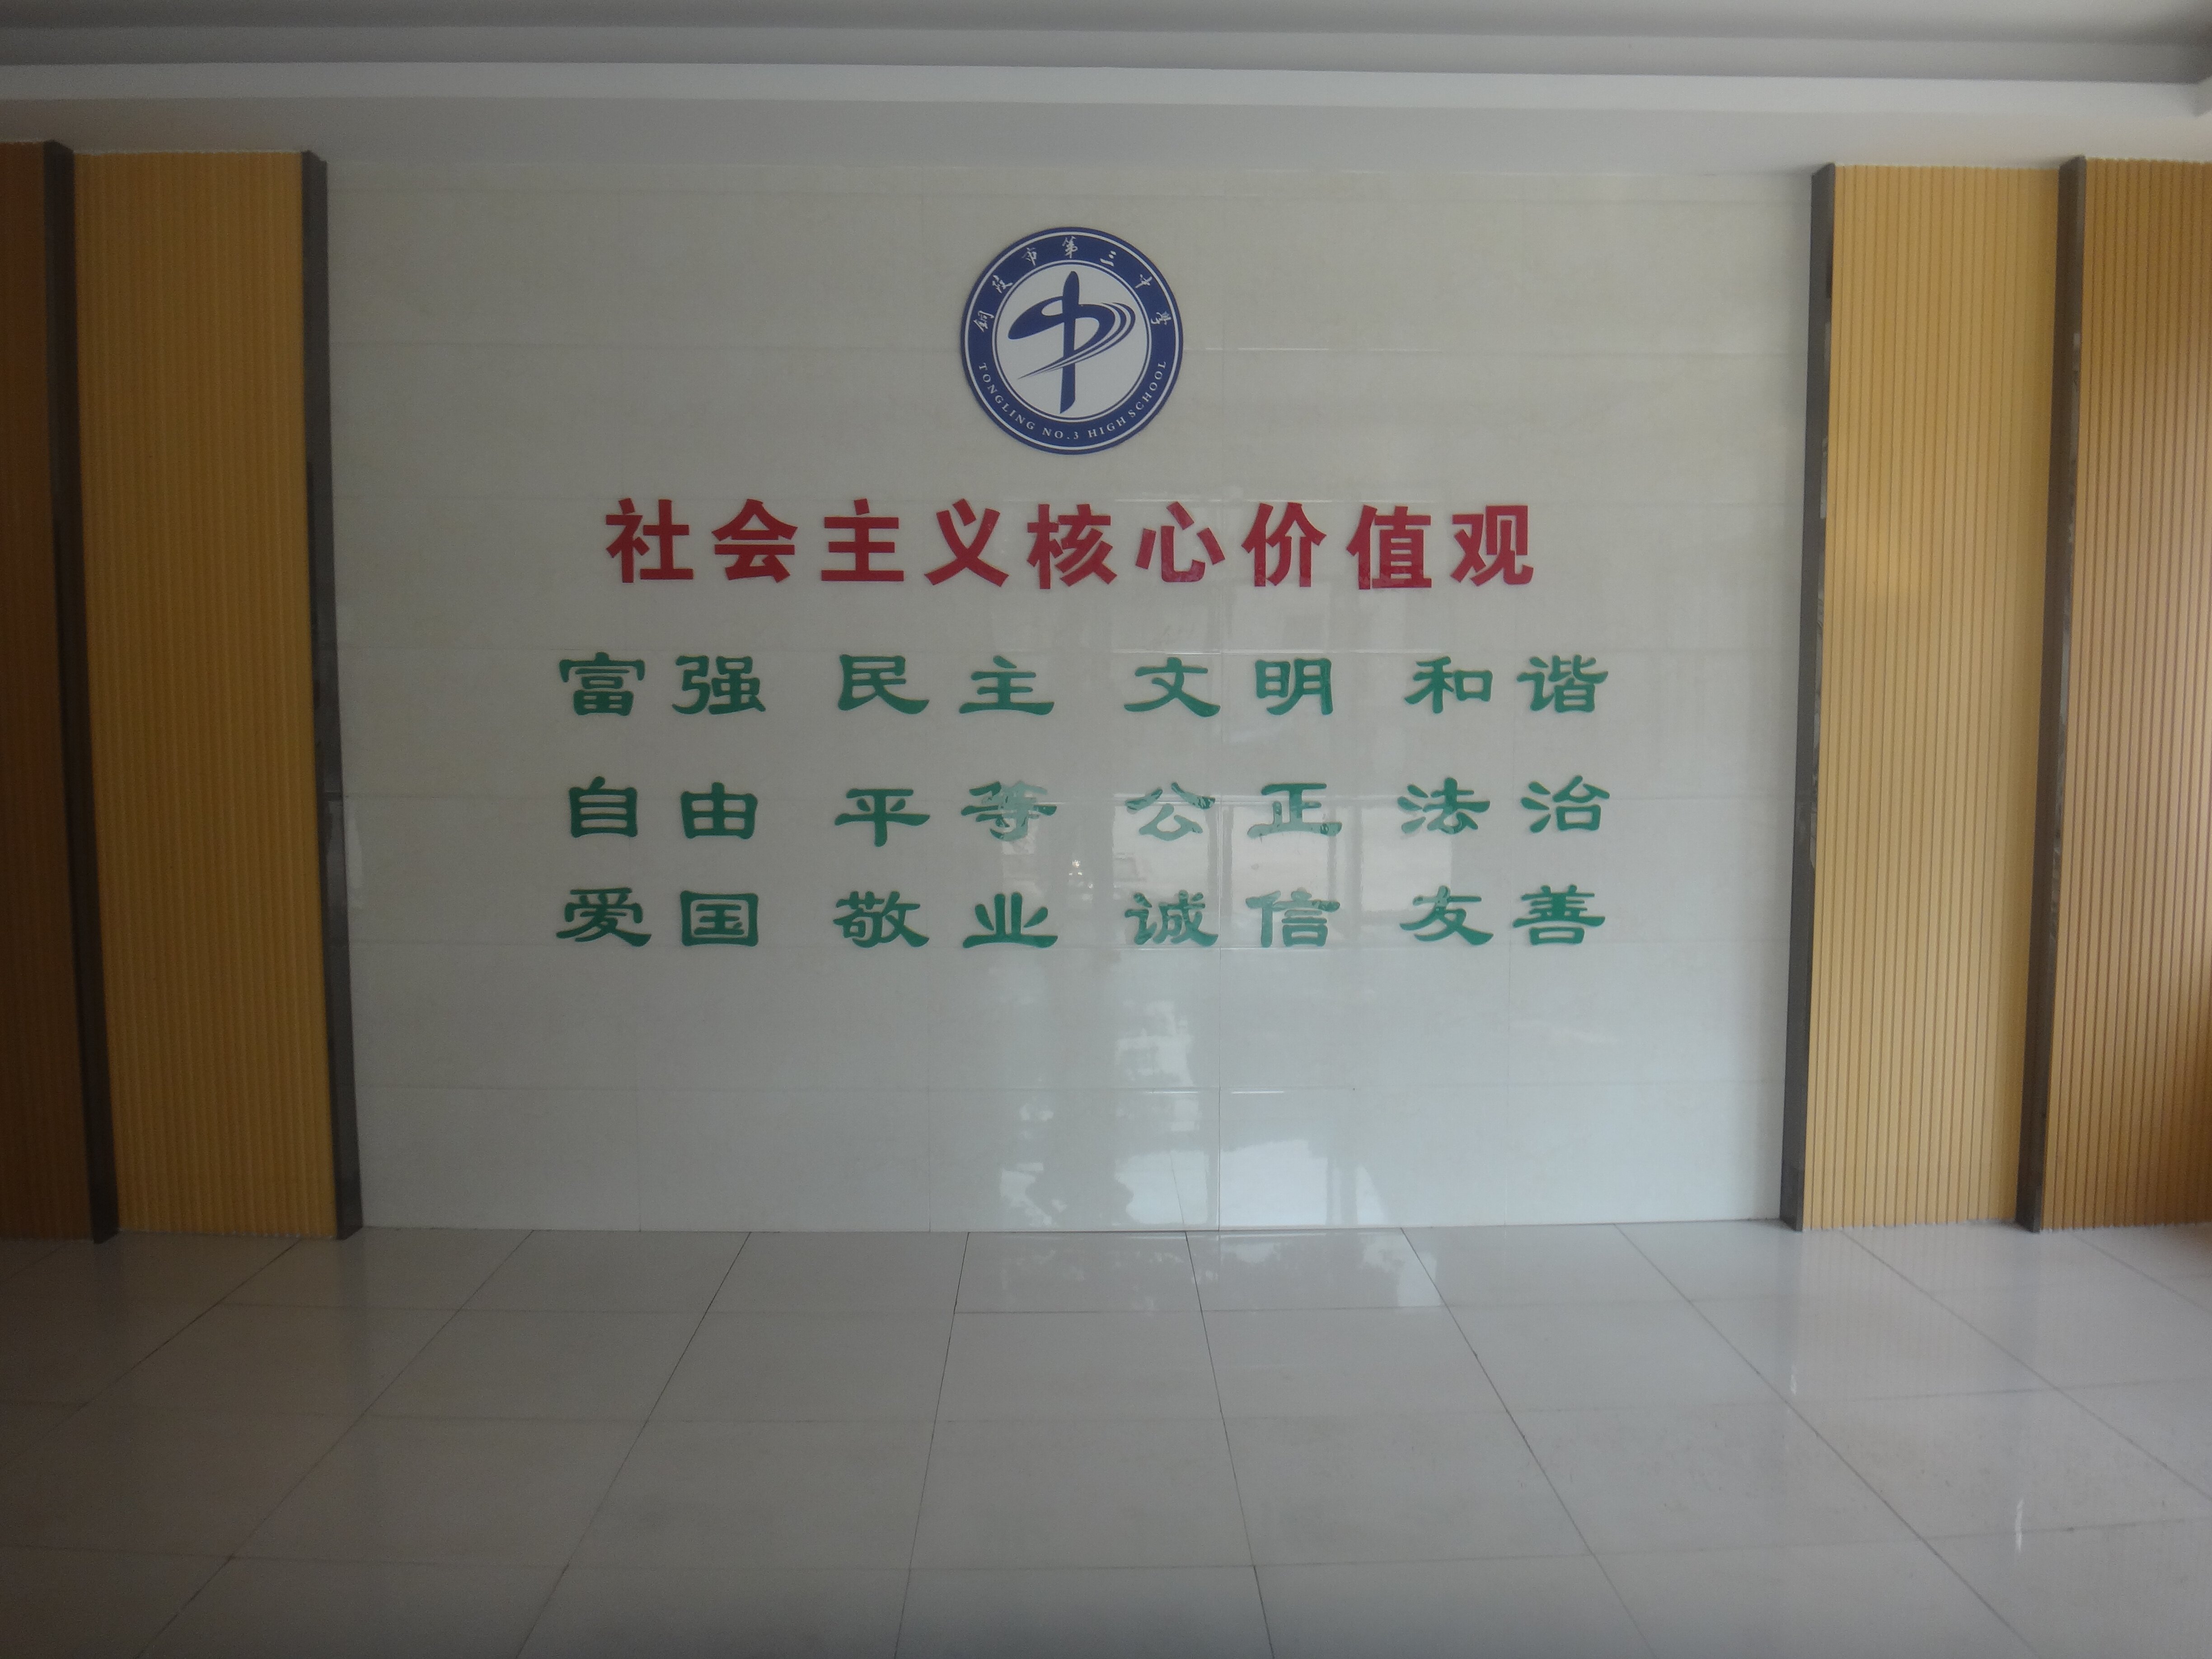 铜陵市第三中学
TONGLING NO.3 HIGH SCHOOL
社会主义核心价值观
富强 民主 文明 和谐
自由 平等 公正 法治
爱国 敬业 诚信 友善